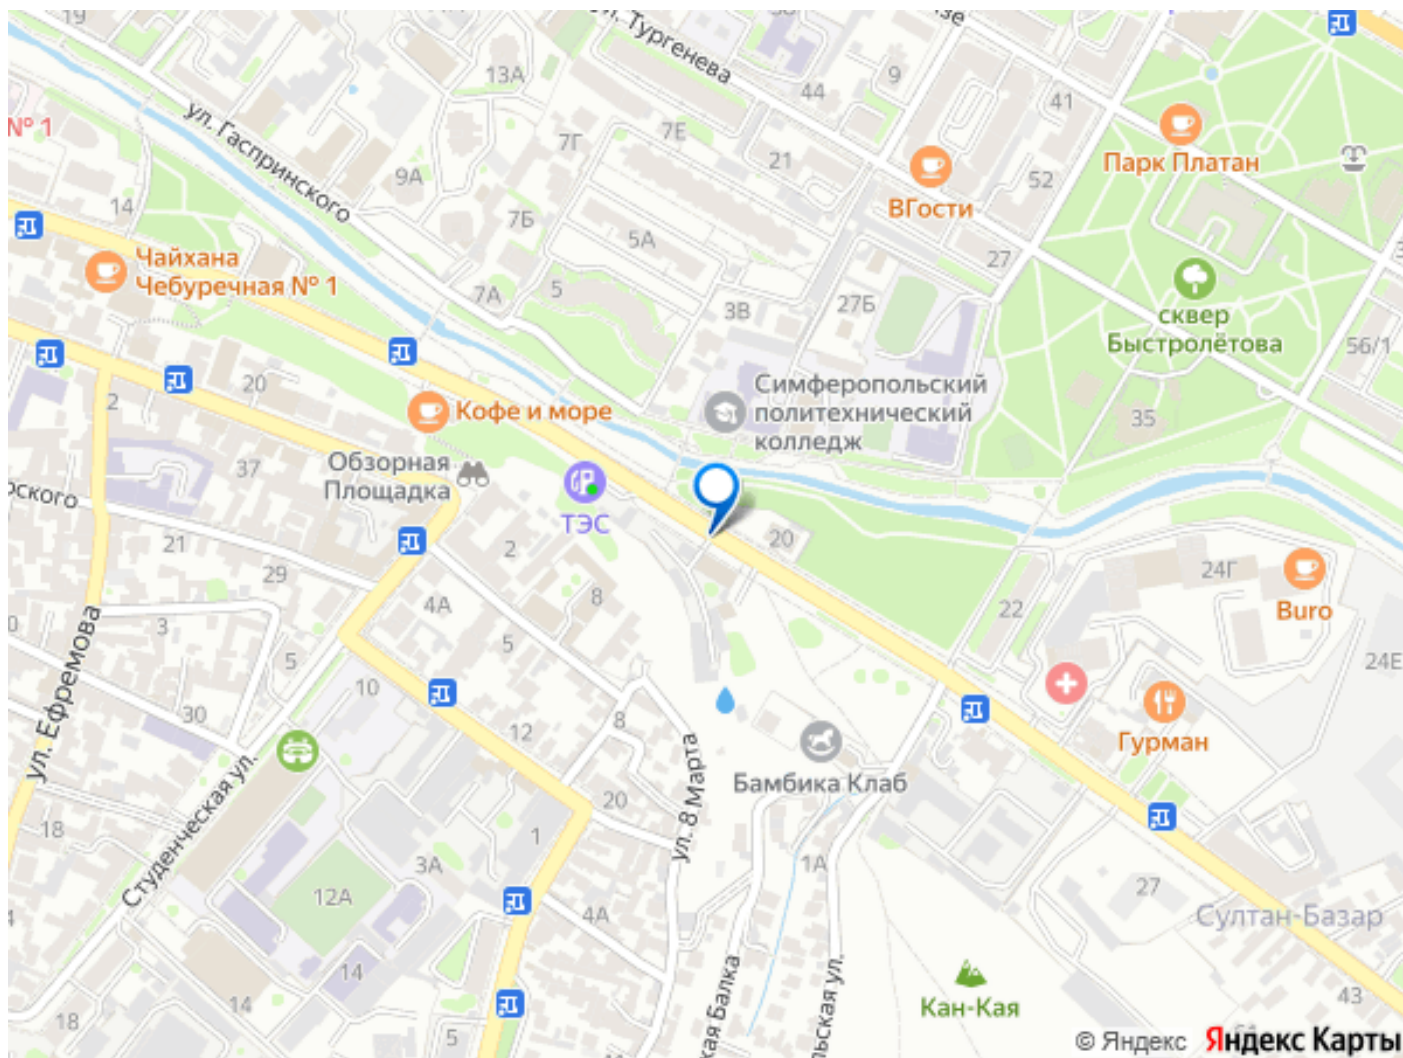 19
ул. Тургенева
13А
44
9
41
№ 1
ул. Гаспринского
7Г
7Е
21
Парк Платан
9А
52
ВГости
14
7Б
5А
27
Чайхана
Чебуречная № 1
7А
5
3В
27Б
сквер
Быстролётова
56/1
2
20
Симферопольский
политехнический
колледж
Кофе и море
35
37
Обзорная
Площадка
ТЭС
21
29
2
20
24Г
Buro
3
4А
8
22
ул. Ефремова
5
5
24Е
10
30
12
8
Гурман
Бамбика Клаб
ул. 8 Марта
Студенческая ул.
18
20
1
3А
1А
12А
4А
27
Султан-Базар
14
14
Кан-Кая
43
18
5
© Яндекс
Яндекс Карты